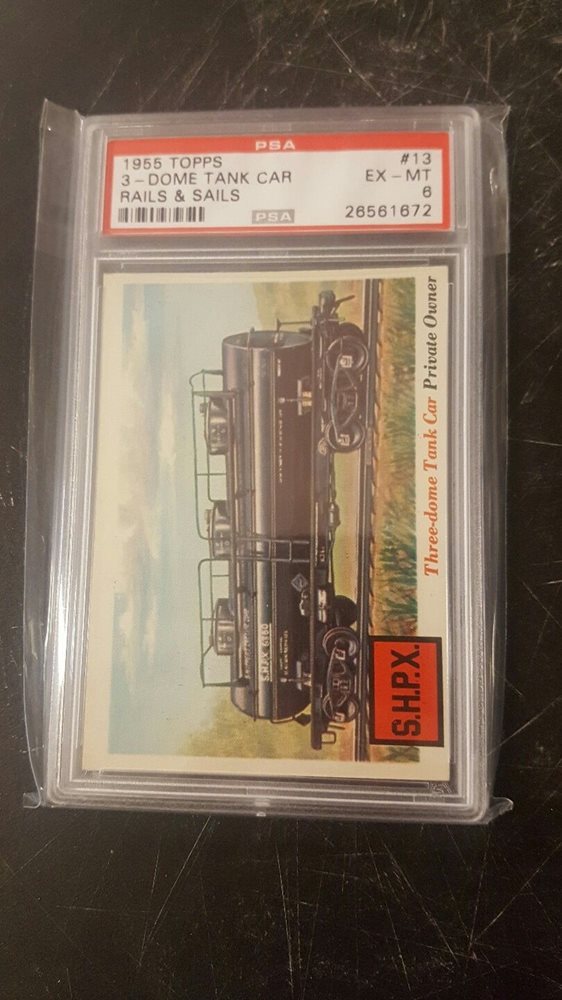 PSA
1955 TOPPS #13
3-DOME TANK CAR EX-MT
RAILS & SAILS 6
PSA 26561672
S.H.P.X.
Three-dome Tank Car Private Owner
S.H.P.X. 6460